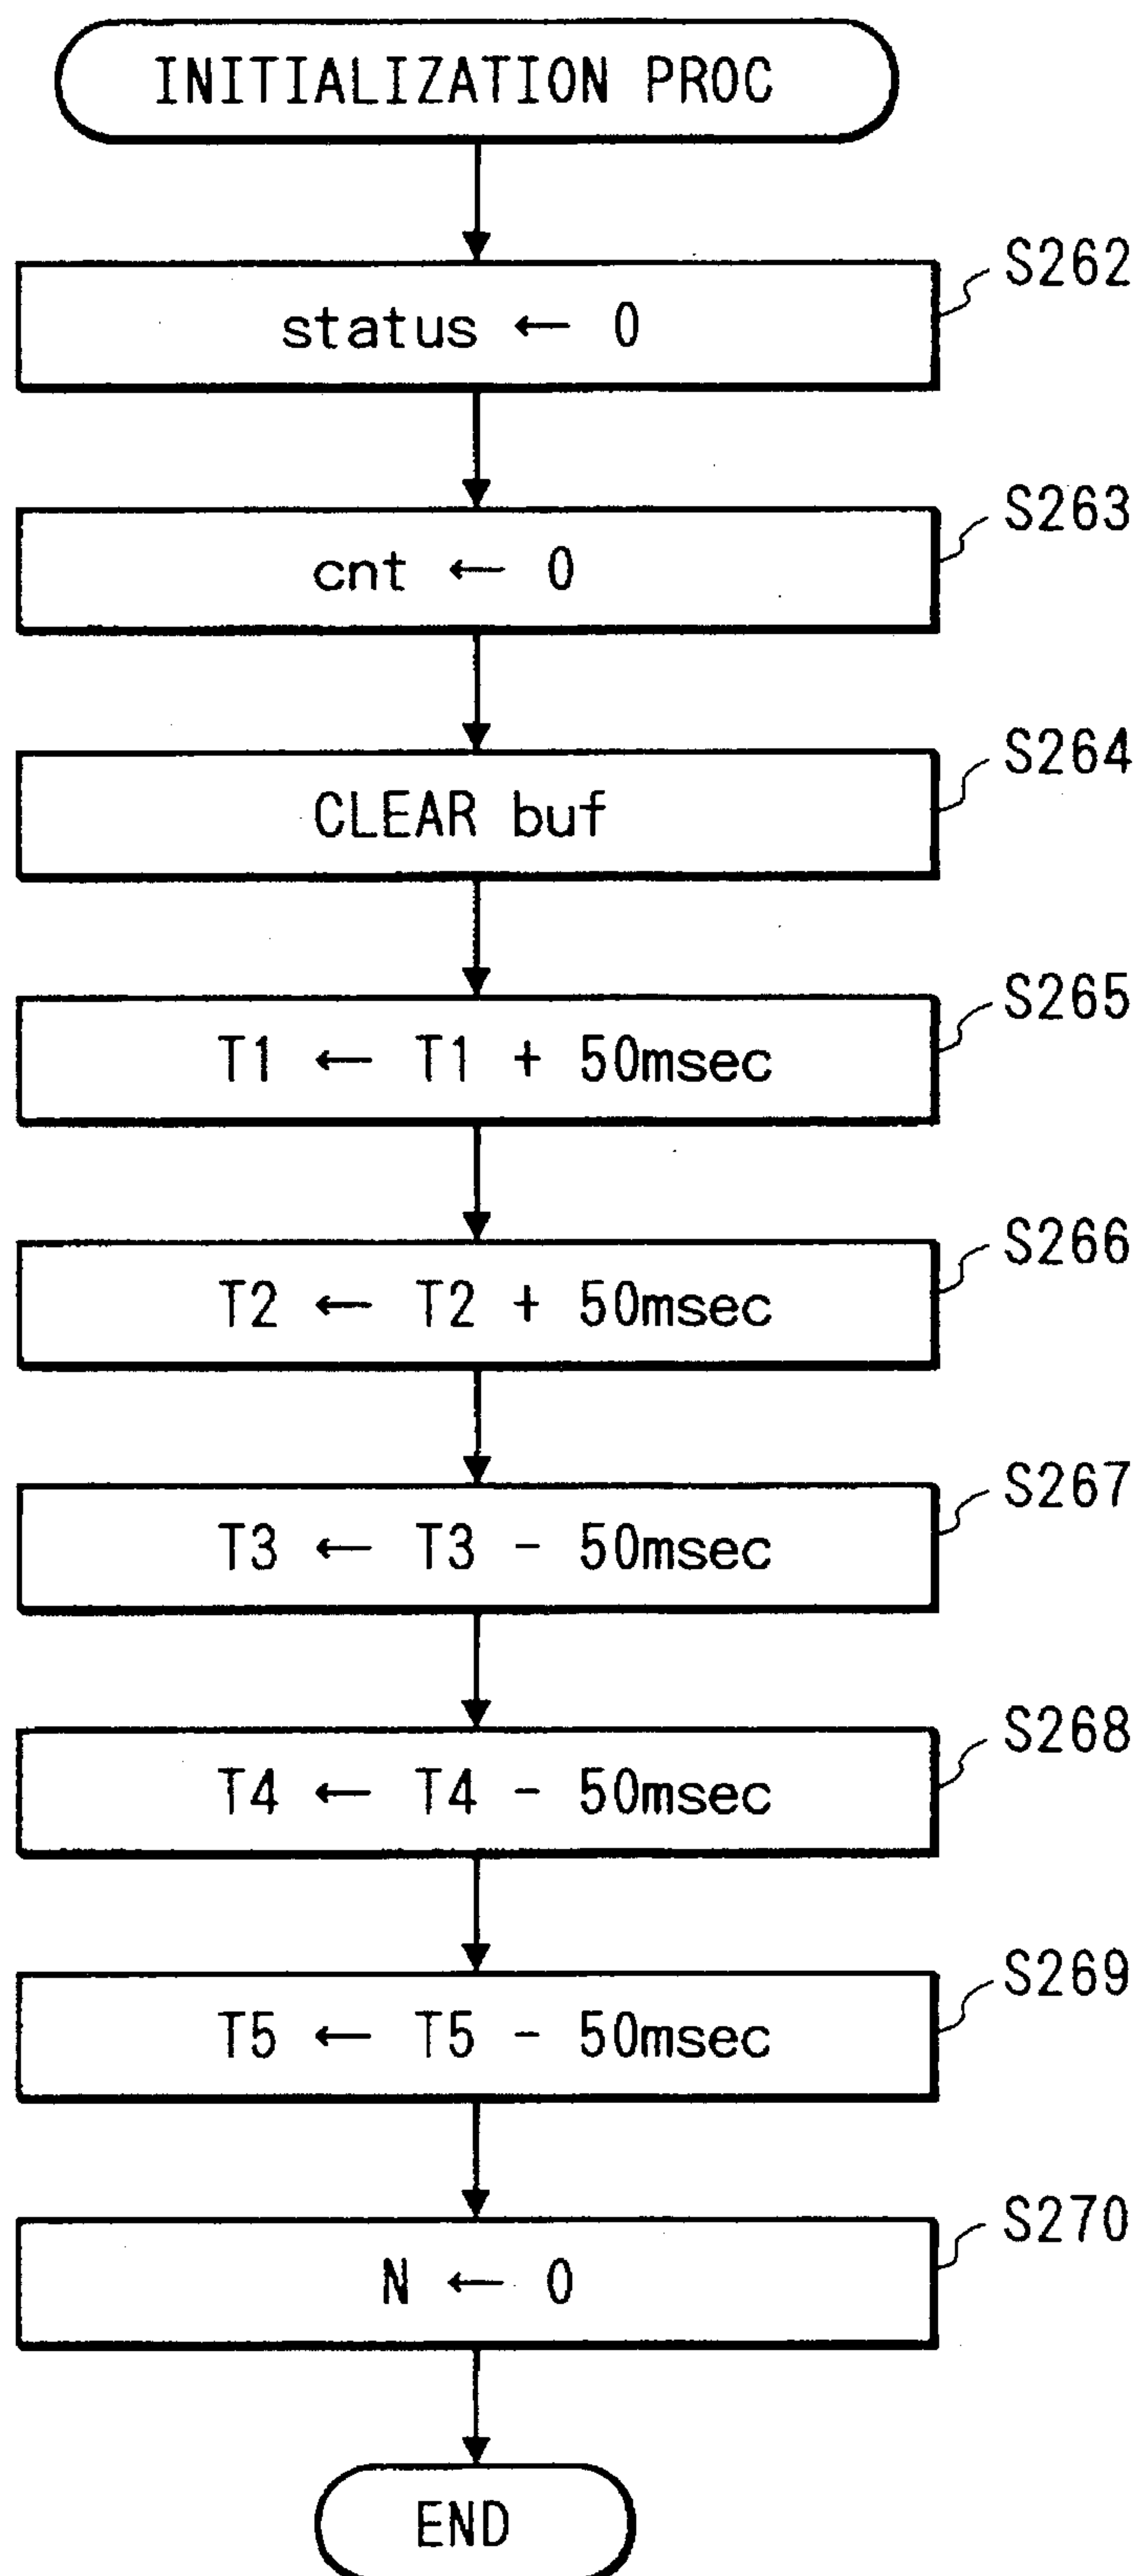 INITIALIZATION PROC
S262
status ← 0
S263
cnt ← 0
S264
CLEAR buf
S265
T1 ← T1 + 50msec
S266
T2 ← T2 + 50msec
S267
T3 ← T3 - 50msec
S268
T4 ← T4 - 50msec
S269
T5 ← T5 - 50msec
S270
N ← 0
END